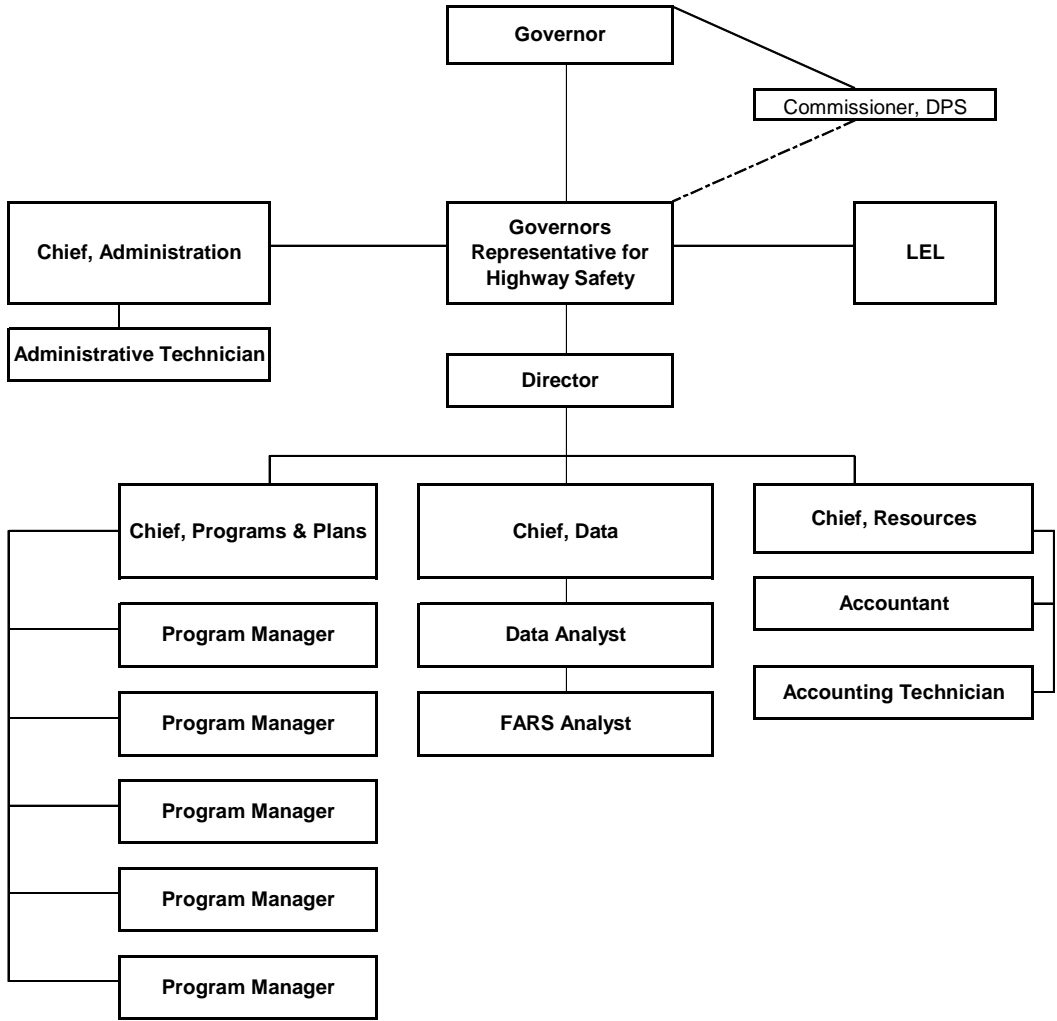 Governor
Commissioner, DPS
Chief, Administration
Governors
Representative for
Highway Safety
LEL
Administrative Technician
Director
Chief, Programs & Plans
Chief, Data
Chief, Resources
Program Manager
Data Analyst
Accountant
Program Manager
FARS Analyst
Accounting Technician
Program Manager
Program Manager
Program Manager